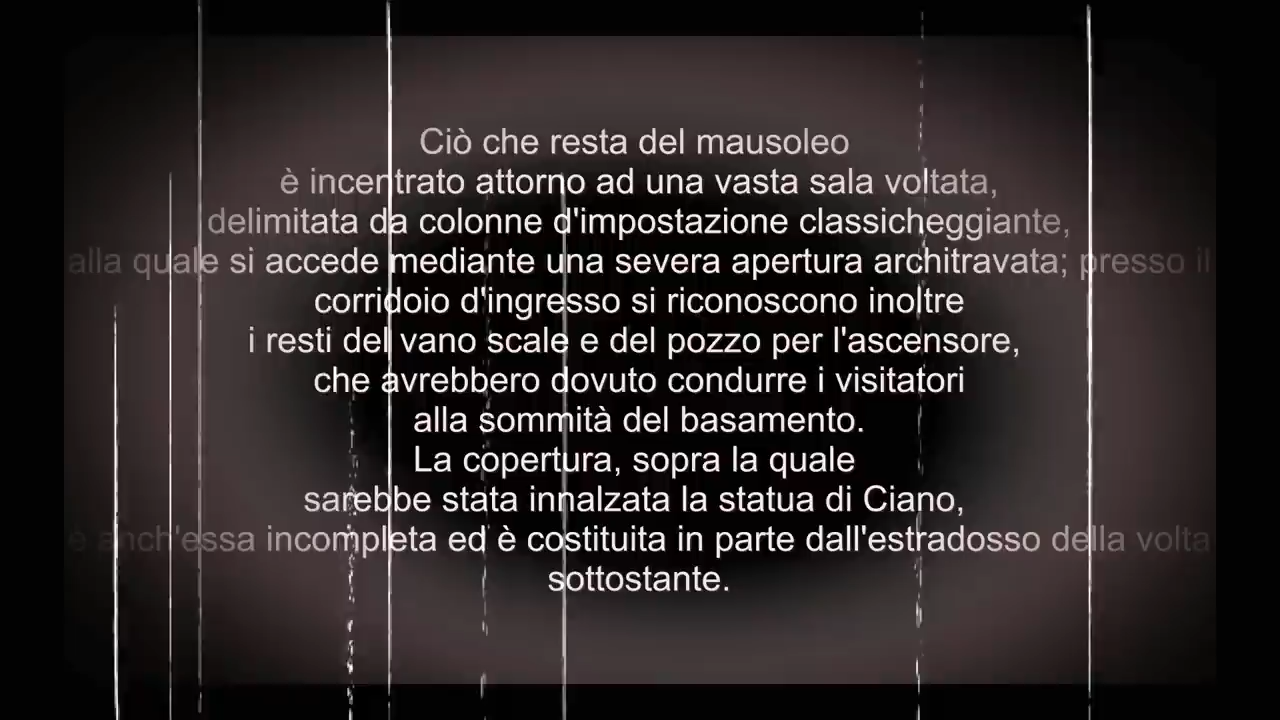 Ciò che resta del mausoleo
è incentrato attorno ad una vasta sala voltata,
delimitata da colonne d'impostazione classicheggiante,
alla quale si accede mediante una severa apertura architravata; presso il
corridoio d'ingresso si riconoscono inoltre
i resti del vano scale e del pozzo per l'ascensore,
che avrebbero dovuto condurre i visitatori
alla sommità del basamento.
La copertura, sopra la quale
sarebbe stata innalzata la statua di Ciano,
è anch'essa incompleta ed è costituita in parte dall'estradosso della volta
sottostante.